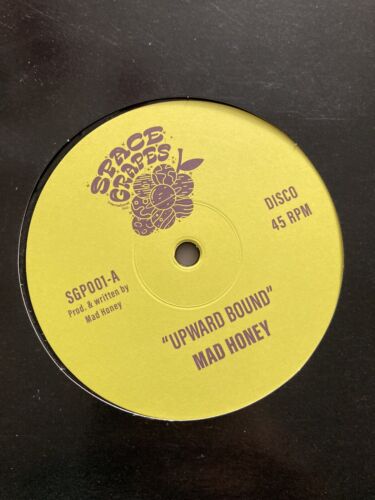 SPACE
GRAPES
DISCO
45 RPM
SGP001-A
Prod. & written by
Mad Honey
"UPWARD BOUND"
MAD HONEY